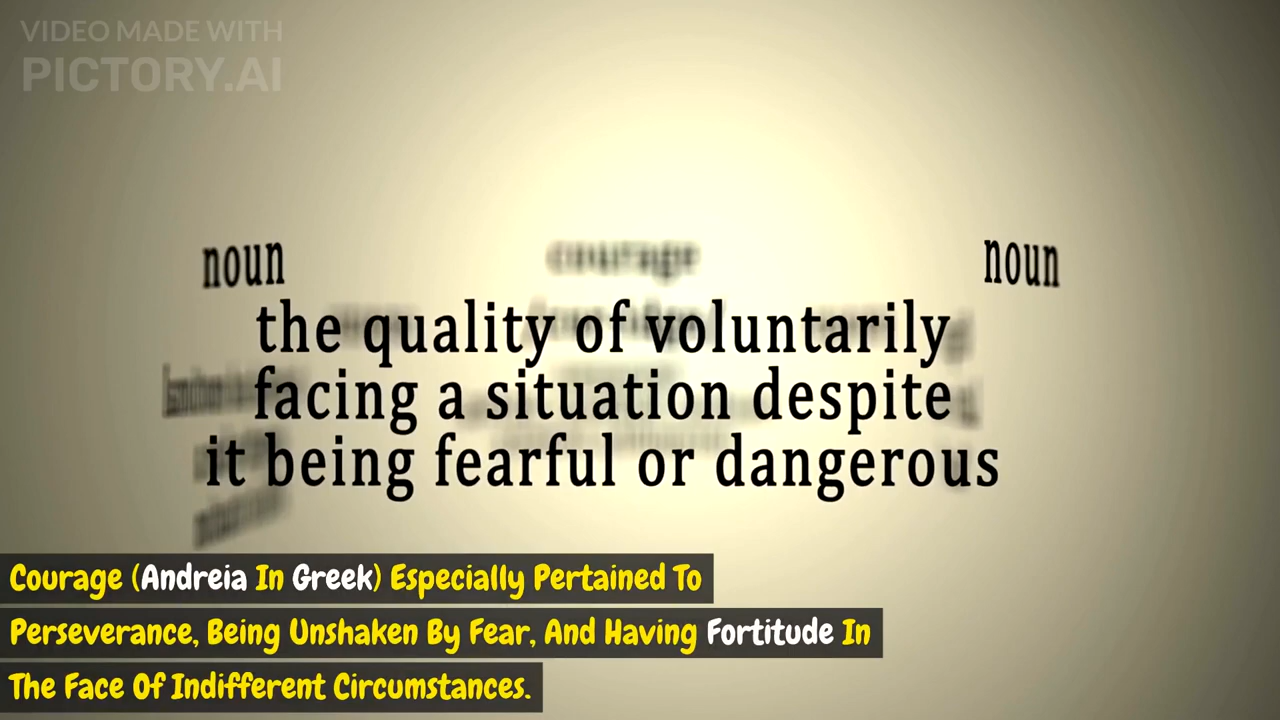 VIDEO MADE WITH
PICTORY.AI
noun
courage
noun
the quality of voluntarily
facing a situation despite
it being fearful or dangerous
Courage (Andreia In Greek) Especially Pertained To
Perseverance, Being Unshaken By Fear, And Having Fortitude In
The Face Of Indifferent Circumstances.